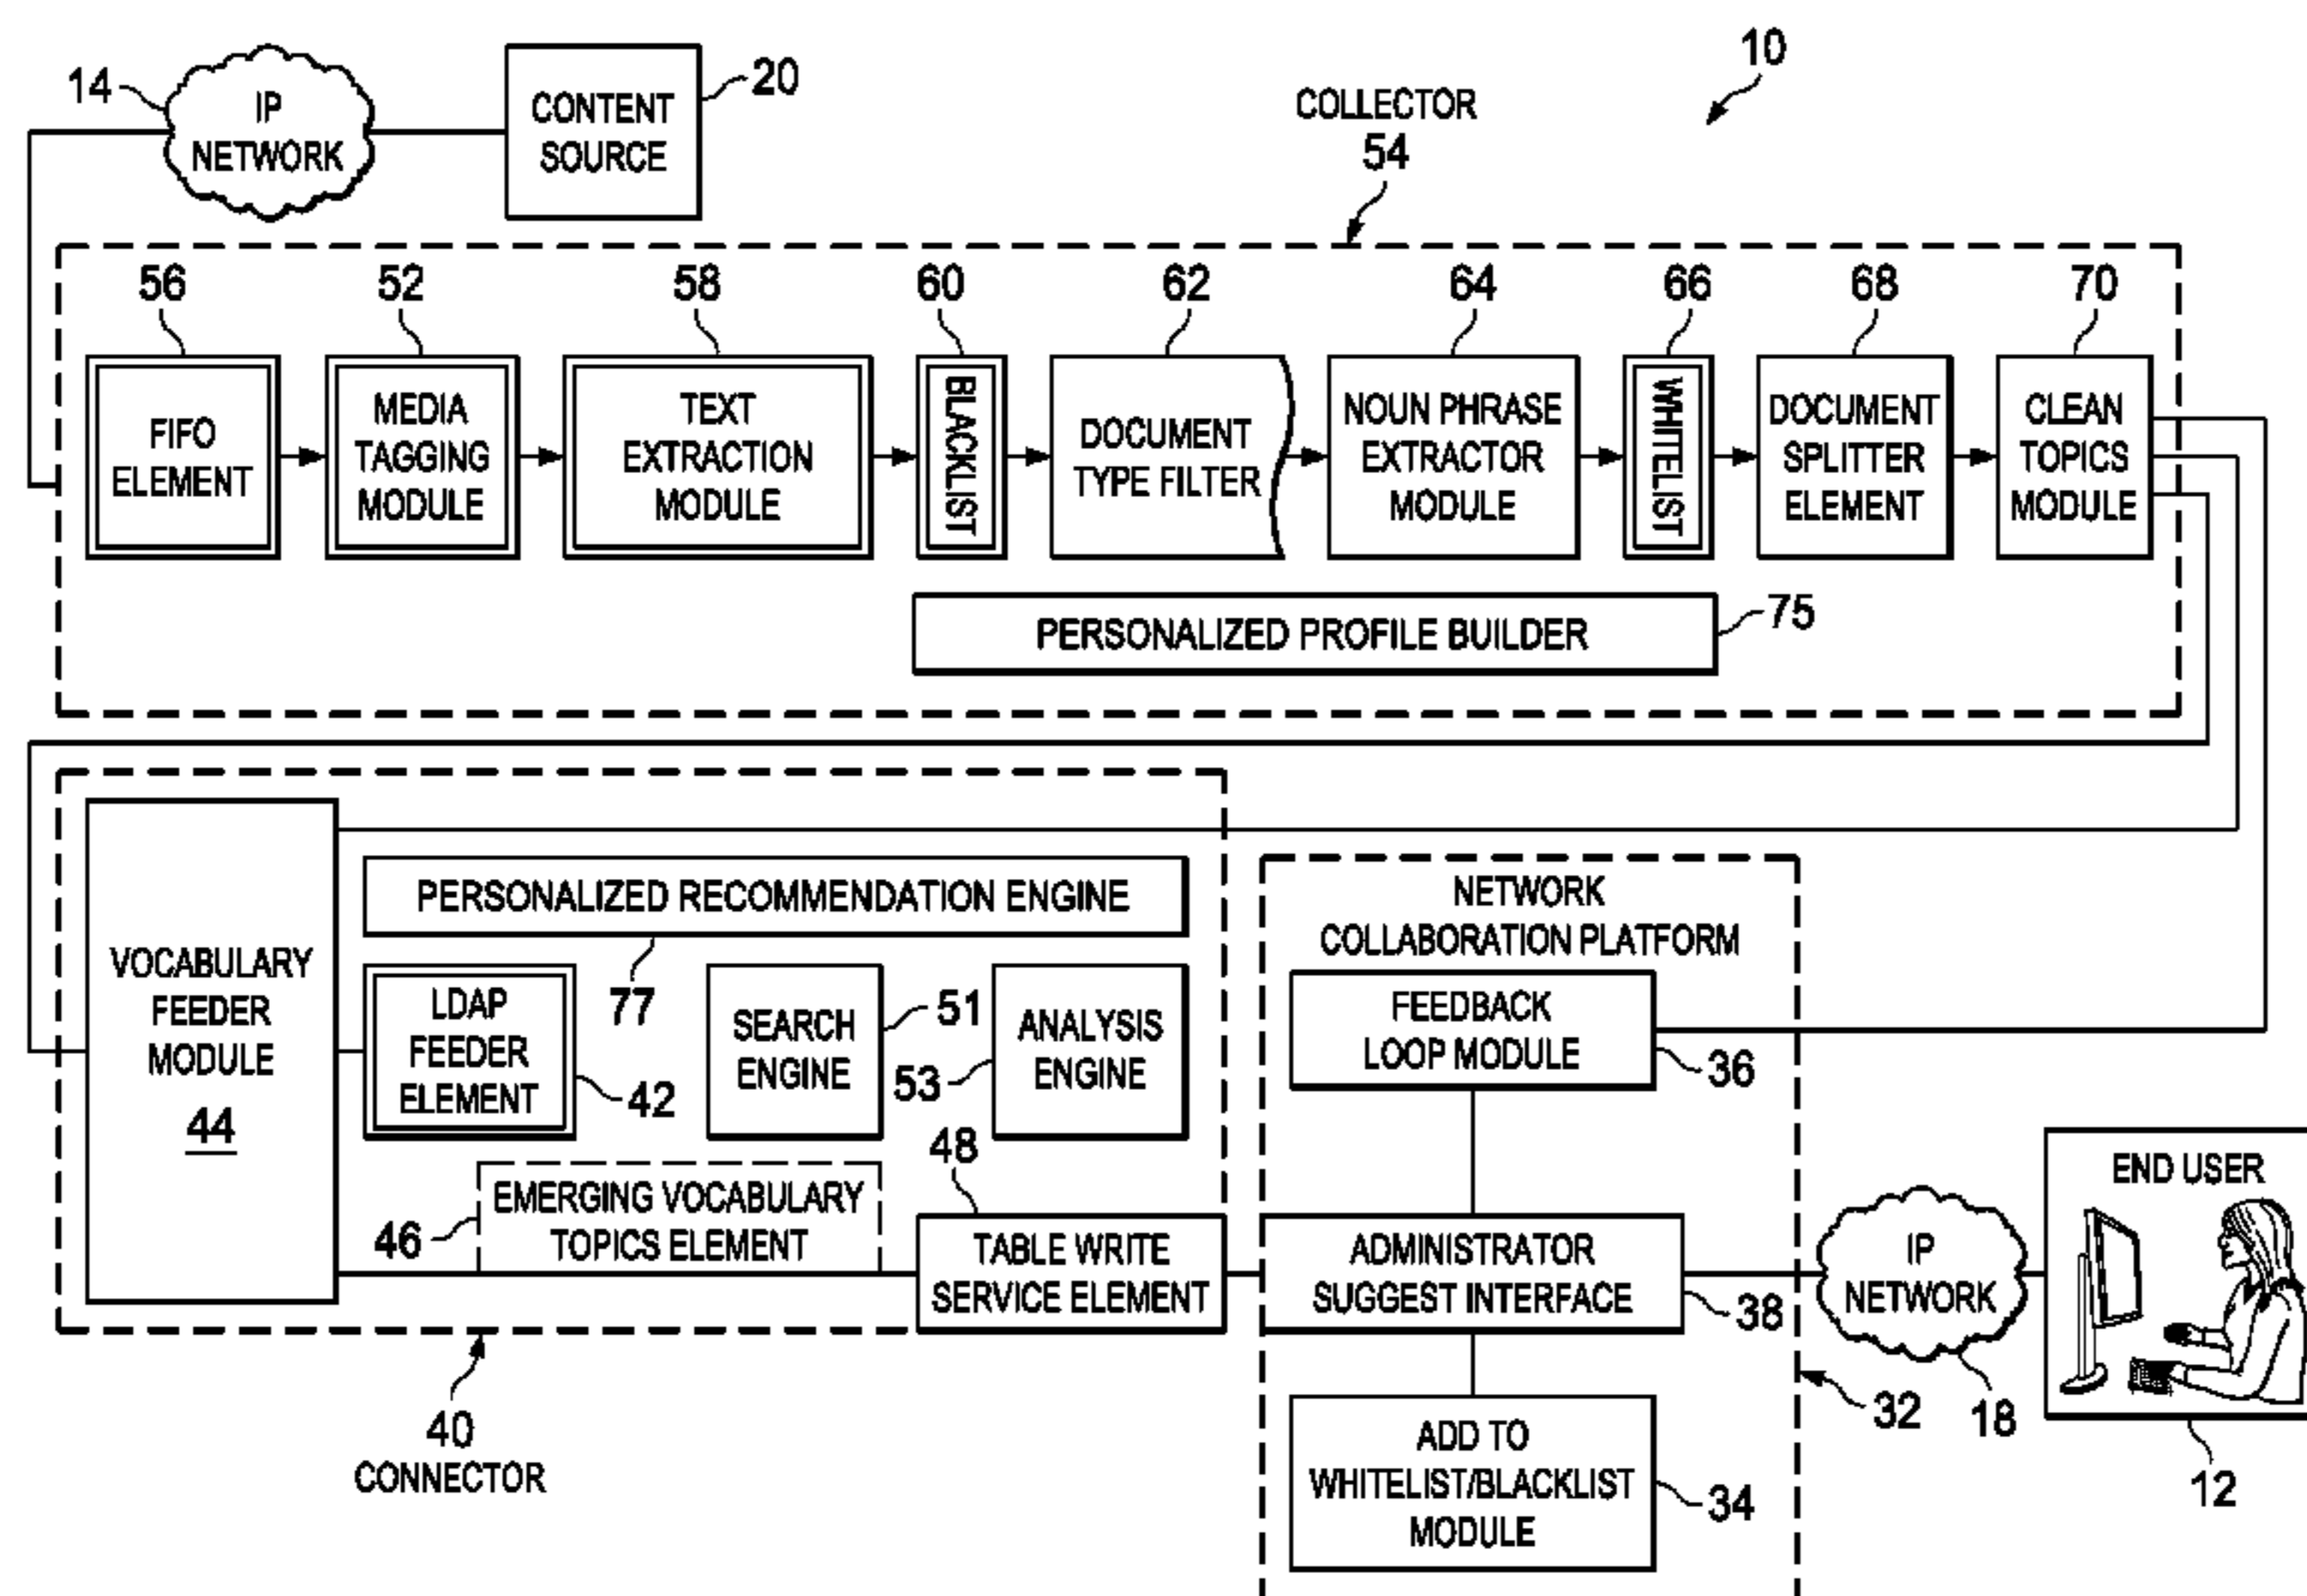 10
14
IP
NETWORK
CONTENT
SOURCE
20
COLLECTOR
54
56
52
58
60
62
64
66
68
70
FIFO
ELEMENT
MEDIA
TAGGING
MODULE
TEXT
EXTRACTION
MODULE
BLACKLIST
DOCUMENT
TYPE FILTER
NOUN PHRASE
EXTRACTOR
MODULE
WHITELIST
DOCUMENT
SPLITTER
ELEMENT
CLEAN
TOPICS
MODULE
PERSONALIZED PROFILE BUILDER
75
VOCABULARY
FEEDER
MODULE
44
PERSONALIZED RECOMMENDATION ENGINE
77
LDAP
FEEDER
ELEMENT
42
SEARCH
ENGINE
51
ANALYSIS
ENGINE
53
EMERGING VOCABULARY
TOPICS ELEMENT
46
48
TABLE WRITE
SERVICE ELEMENT
40
CONNECTOR
NETWORK
COLLABORATION PLATFORM
FEEDBACK
LOOP MODULE
36
ADMINISTRATOR
SUGGEST INTERFACE
38
ADD TO
WHITELIST/BLACKLIST
MODULE
34
32
IP
NETWORK
18
END USER
12